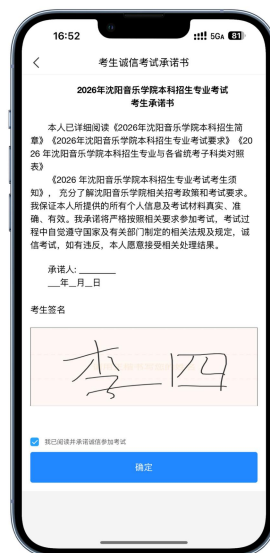 16:52
5GA 81
考生诚信考试承诺书
2026年沈阳音乐学院本科招生专业考试
考生承诺书
本人已详细阅读《2026年沈阳音乐学院本科招生简
章》《2026年沈阳音乐学院本科招生专业考试要求》《20
26 年沈阳音乐学院本科招生专业与各省统考子科类对照
表》
《2026 年沈阳音乐学院本科招生专业考试考生须
知》，充分了解沈阳音乐学院相关招考政策和考试要求。
我保证本人所提供的所有个人信息及考试材料真实、准
确、有效。我承诺将严格按照相关要求参加考试，考试过
程中自觉遵守国家及有关部门制定的相关法规及规定，诚
信考试，如有违反，本人愿意接受相关处理结果。
承诺人: ______
__年_月_日
考生签名
李四
我已阅读并承诺诚信参加考试
确定